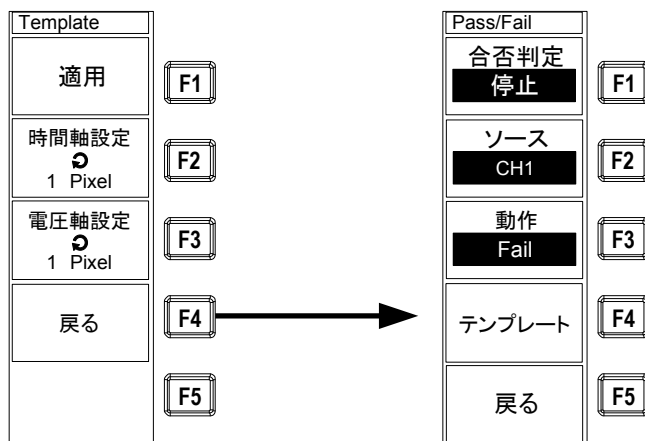 Template
適用
F1
時間軸設定
1 Pixel
F2
電圧軸設定
1 Pixel
F3
戻る
F4
F5
Pass/Fail
合否判定
停止
F1
ソース
CH1
F2
動作
Fail
F3
テンプレート
F4
戻る
F5